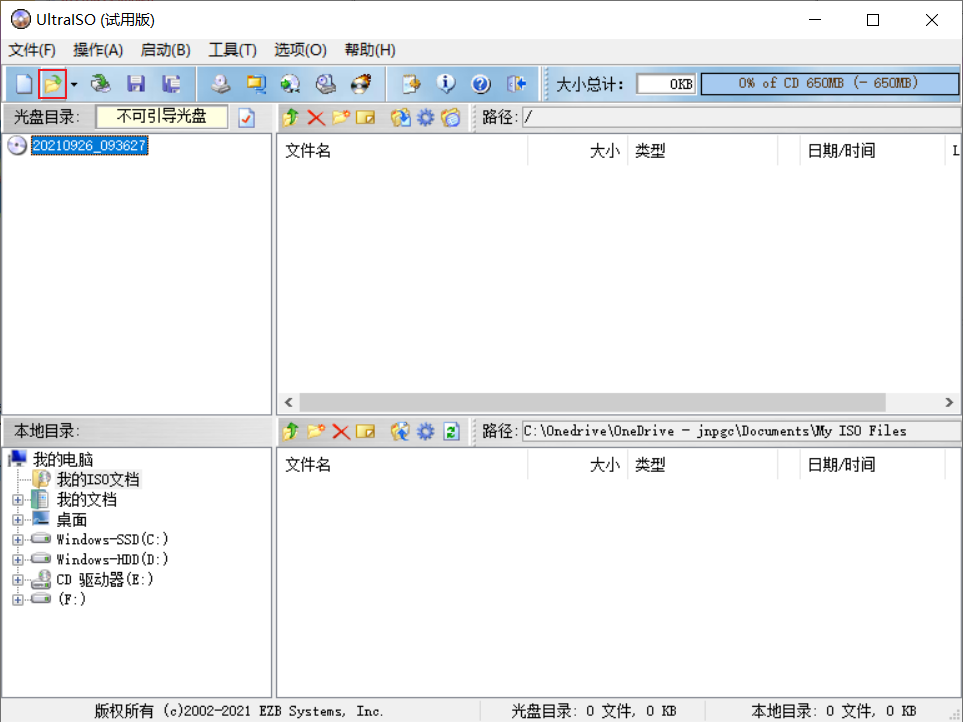 UltraISO (试用版)
文件(F) 操作(A) 启动(B) 工具(T) 选项(O) 帮助(H)
大小总计: 0KB 0% of CD 650MB (- 650MB)
光盘目录: 不可引导光盘 路径: /
20210926_093627
文件名 大小 类型 日期/时间 L
本地目录: 路径: C:\Onedrive\OneDrive - jnpgc\Documents\My ISO Files
文件名 大小 类型 日期/时间
我的电脑
我的ISO文档
我的文档
桌面
Windows-SSD(C:)
Windows-HDD(D:)
CD 驱动器(E:)
(F:)
版权所有 (c)2002-2021 EZB Systems, Inc. 光盘目录: 0 文件, 0 KB 本地目录: 0 文件, 0 KB